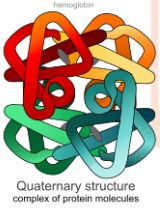 hemoglobin
Quaternary structure
complex of protein molecules